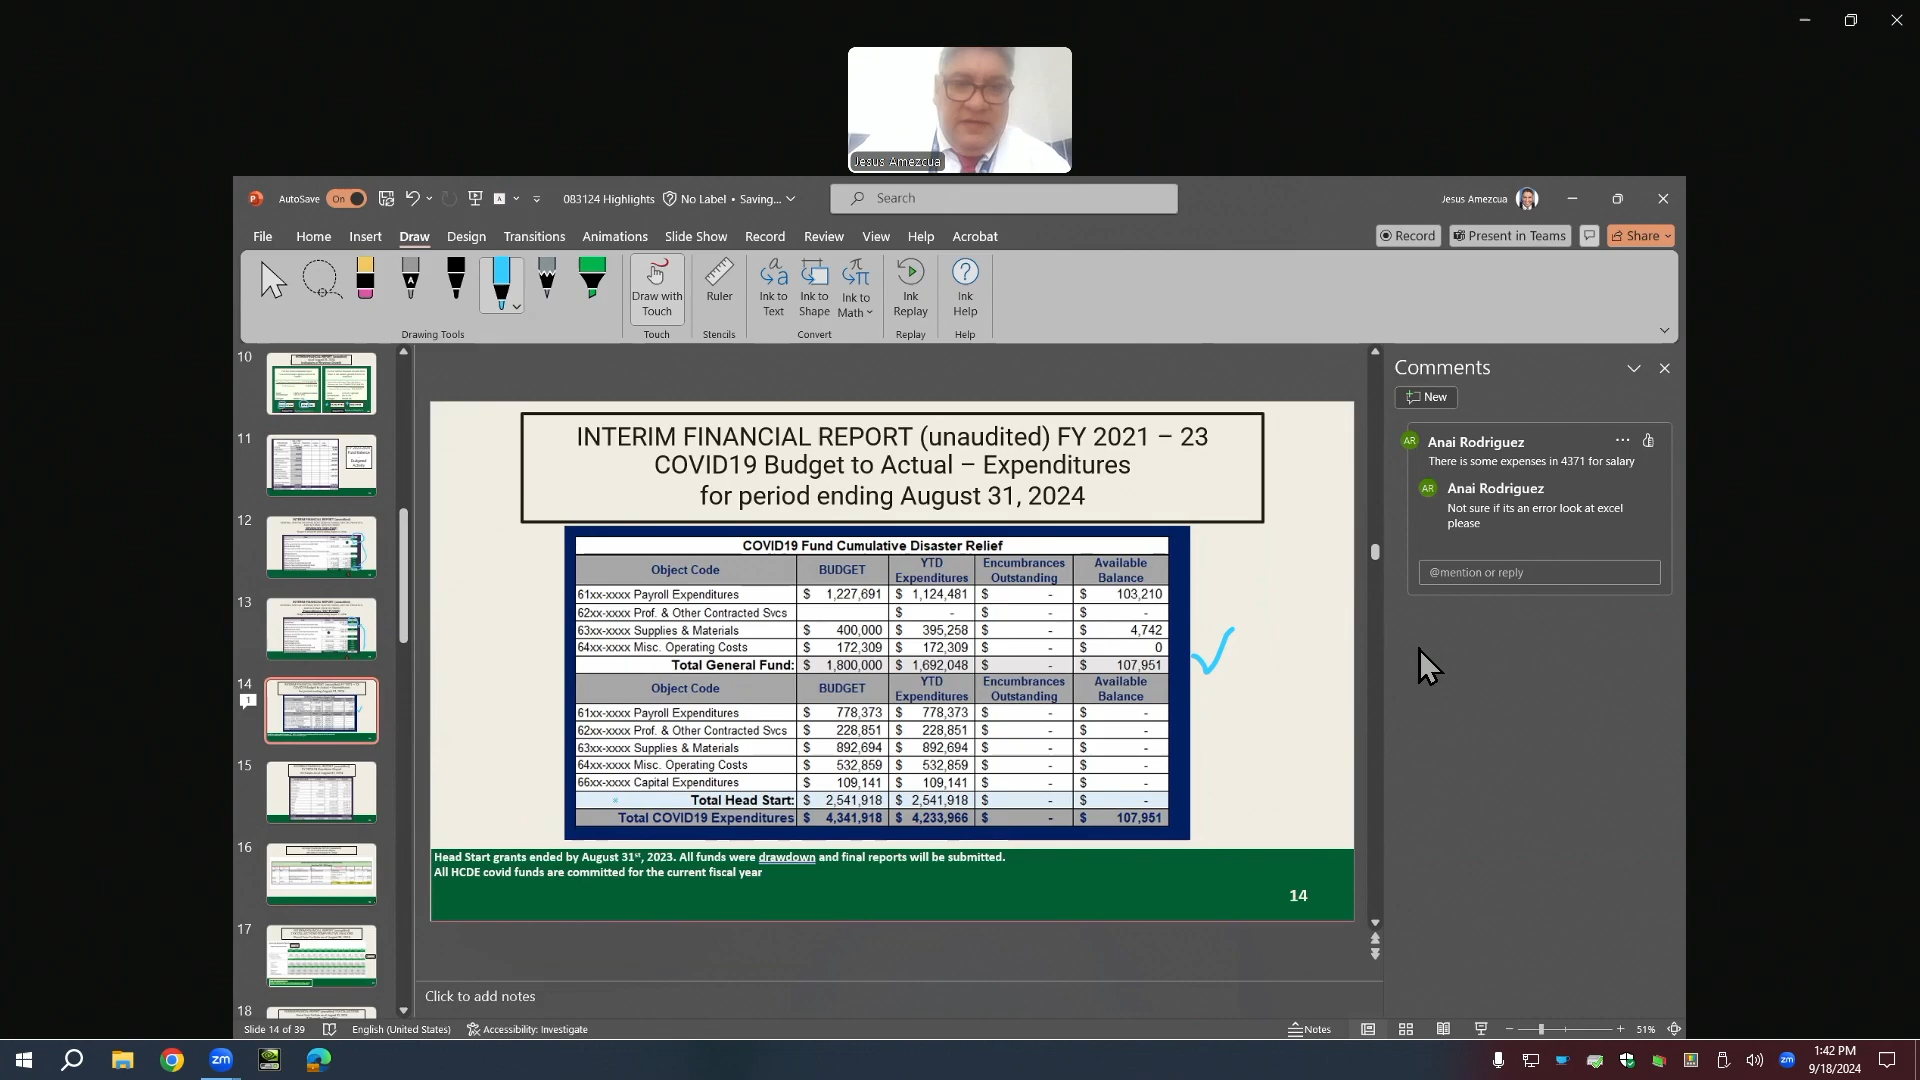 Jesus Amezcua
AutoSave On 083124 Highlights No Label • Saving... Search Jesus Amezcua
File Home Insert Draw Design Transitions Animations Slide Show Record Review View Help Acrobat Record Present in Teams Share
Draw with Touch
Ruler
Ink to Text
Ink to Shape
Ink to Math
Ink Replay
Ink Help
Drawing Tools Touch Stencils Convert Replay Help
10
11
12
13
14
1
15
16
17
18
INTERIM FINANCIAL REPORT (unaudited) FY 2021 – 23
COVID19 Budget to Actual – Expenditures
for period ending August 31, 2024
COVID19 Fund Cumulative Disaster Relief
Object Code BUDGET YTD Expenditures Encumbrances Outstanding Available Balance
61xx-xxxx Payroll Expenditures $ 1,227,691 $ 1,124,481 $ - $ 103,210
62xx-xxxx Prof. & Other Contracted Svcs $ - $ - $ -
63xx-xxxx Supplies & Materials $ 400,000 $ 395,258 $ - $ 4,742
64xx-xxxx Misc. Operating Costs $ 172,309 $ 172,309 $ - $ 0
Total General Fund: $ 1,800,000 $ 1,692,048 $ - $ 107,951
Object Code BUDGET YTD Expenditures Encumbrances Outstanding Available Balance
61xx-xxxx Payroll Expenditures $ 778,373 $ 778,373 $ - $ -
62xx-xxxx Prof. & Other Contracted Svcs $ 228,851 $ 228,851 $ - $ -
63xx-xxxx Supplies & Materials $ 892,694 $ 892,694 $ - $ -
64xx-xxxx Misc. Operating Costs $ 532,859 $ 532,859 $ - $ -
66xx-xxxx Capital Expenditures $ 109,141 $ 109,141 $ - $ -
Total Head Start: $ 2,541,918 $ 2,541,918 $ - $ -
Total COVID19 Expenditures $ 4,341,918 $ 4,233,966 - $ 107,951
Head Start grants ended by August 31st, 2023. All funds were drawdown and final reports will be submitted.
All HCDE covid funds are committed for the current fiscal year
14
Comments
New
AR Anai Rodriguez
There is some expenses in 4371 for salary
AR Anai Rodriguez
Not sure if its an error look at excel
please
@mention or reply
Click to add notes
Slide 14 of 39 English (United States) Accessibility: Investigate Notes 51%
zm zm
1:42 PM
9/18/2024